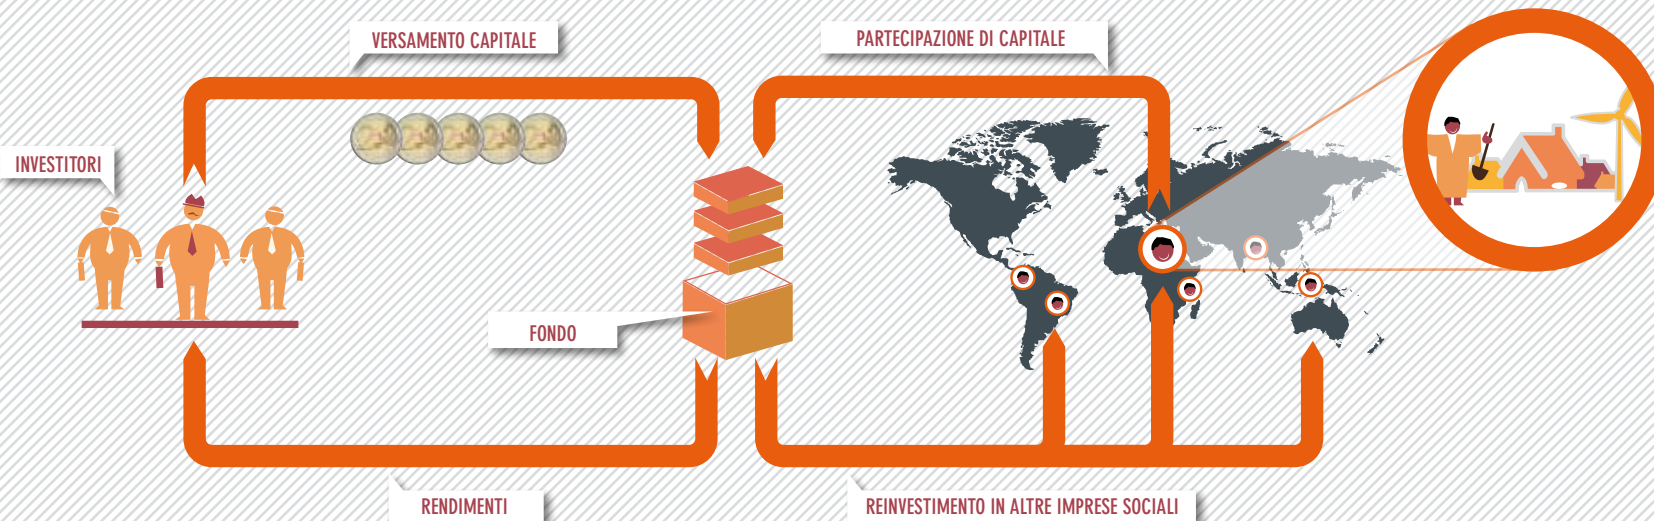 VERSAMENTO CAPITALE
PARTECIPAZIONE DI CAPITALE
INVESTITORI
FONDO
RENDIMENTI
REINVESTIMENTO IN ALTRE IMPRESE SOCIALI